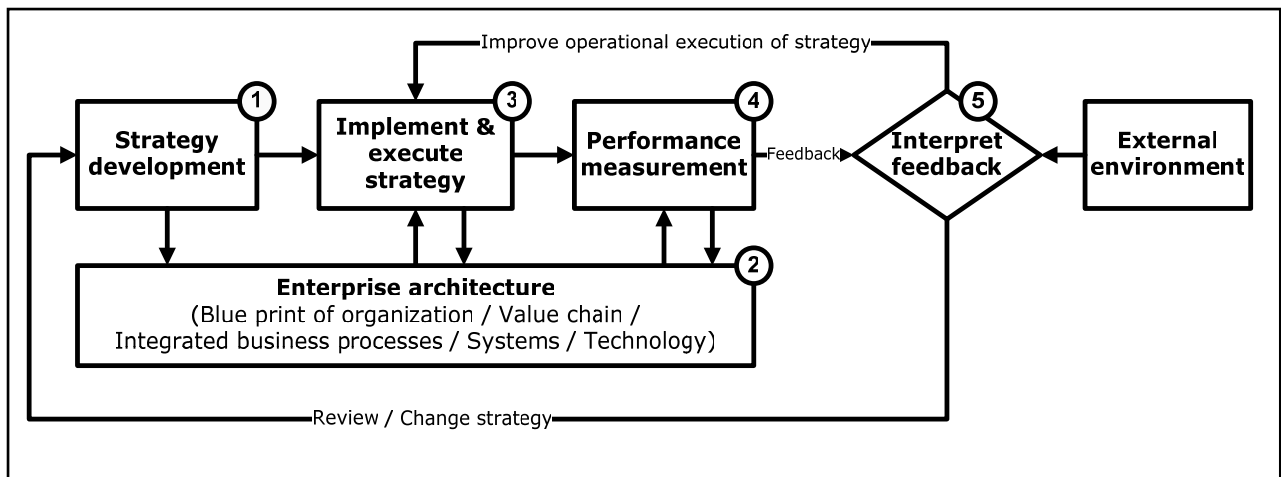 Improve operational execution of strategy
1
Strategy
development
3
Implement &
execute
strategy
4
Performance
measurement
Feedback
5
Interpret
feedback
External
environment
2
Enterprise architecture
(Blue print of organization / Value chain /
Integrated business processes / Systems / Technology)
Review / Change strategy